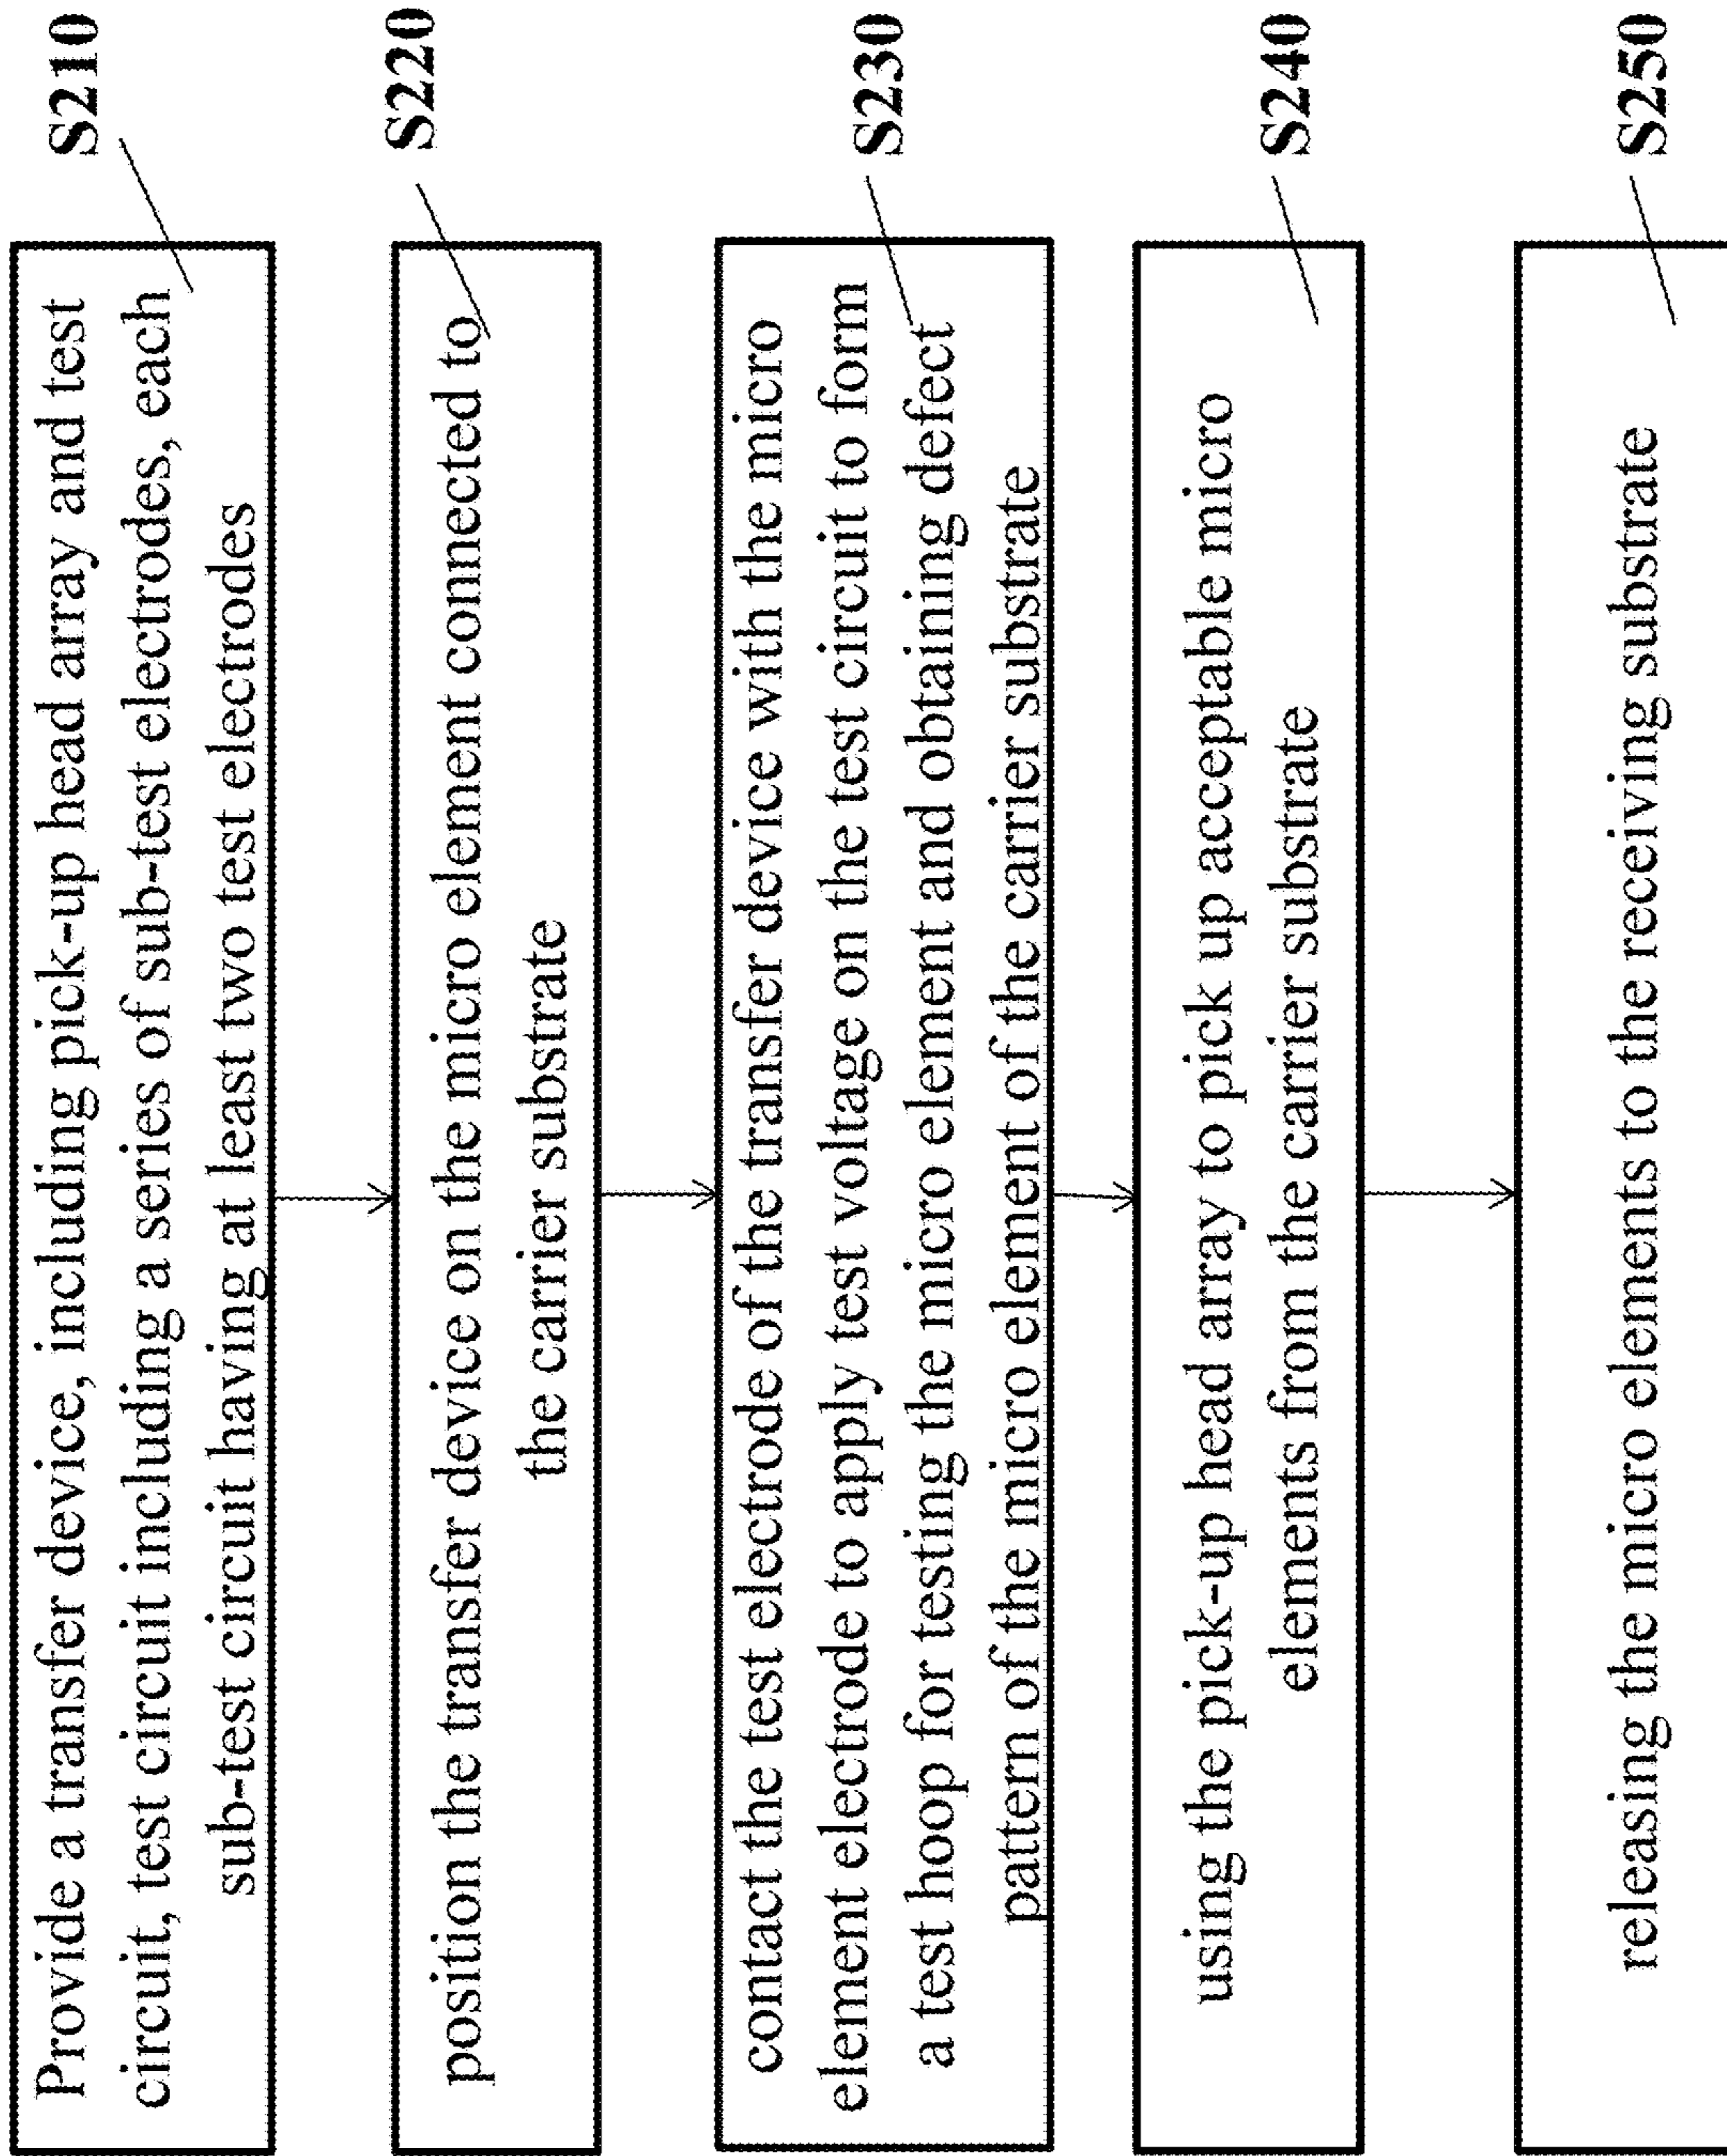 Provide a transfer device, including pick-up head array and test
circuit, test circuit including a series of sub-test electrodes, each
sub-test circuit having at least two test electrodes
S210
position the transfer device on the micro element connected to
the carrier substrate
S220
contact the test electrode of the transfer device with the micro
element electrode to apply test voltage on the test circuit to form
a test hoop for testing the micro element and obtaining defect
pattern of the micro element of the carrier substrate
S230
using the pick-up head array to pick up acceptable micro
elements from the carrier substrate
S240
releasing the micro elements to the receiving substrate
S250